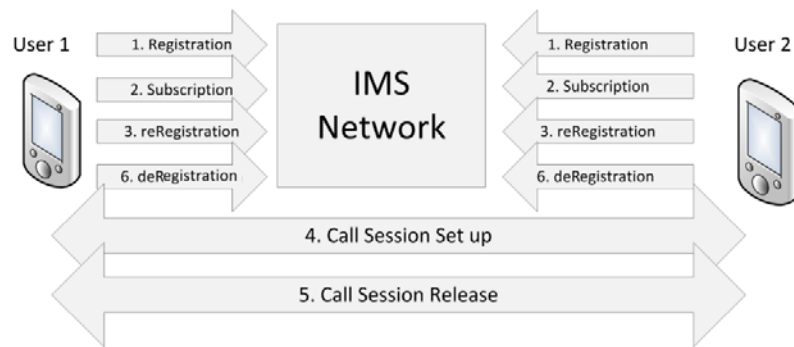 User 1
1. Registration
2. Subscription
3. reRegistration
6. deRegistration
IMS
Network
User 2
1. Registration
2. Subscription
3. reRegistration
6. deRegistration
4. Call Session Set up
5. Call Session Release